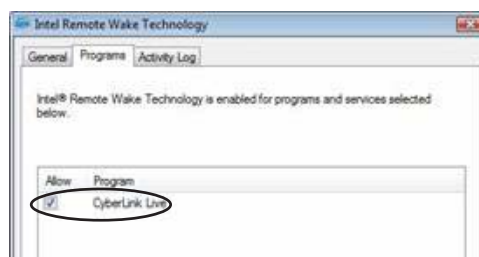 Intel Remote Wake Technology
General Programs Activity Log
Intel® Remote Wake Technology is enabled for programs and services selected
below.
Allow Program
CyberLink Live